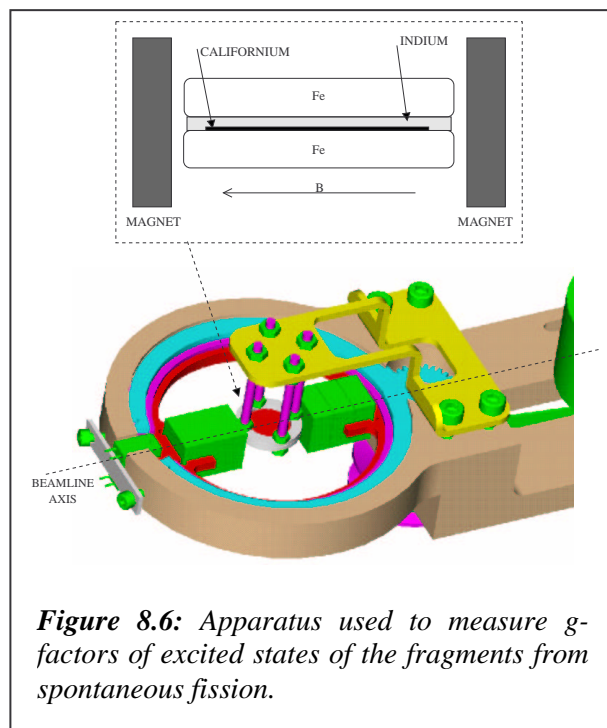 CALIFORNIUM
INDIUM
Fe
Fe
B
MAGNET
MAGNET
BEAMLINE
AXIS
Figure 8.6: Apparatus used to measure g-
factors of excited states of the fragments from
spontaneous fission.